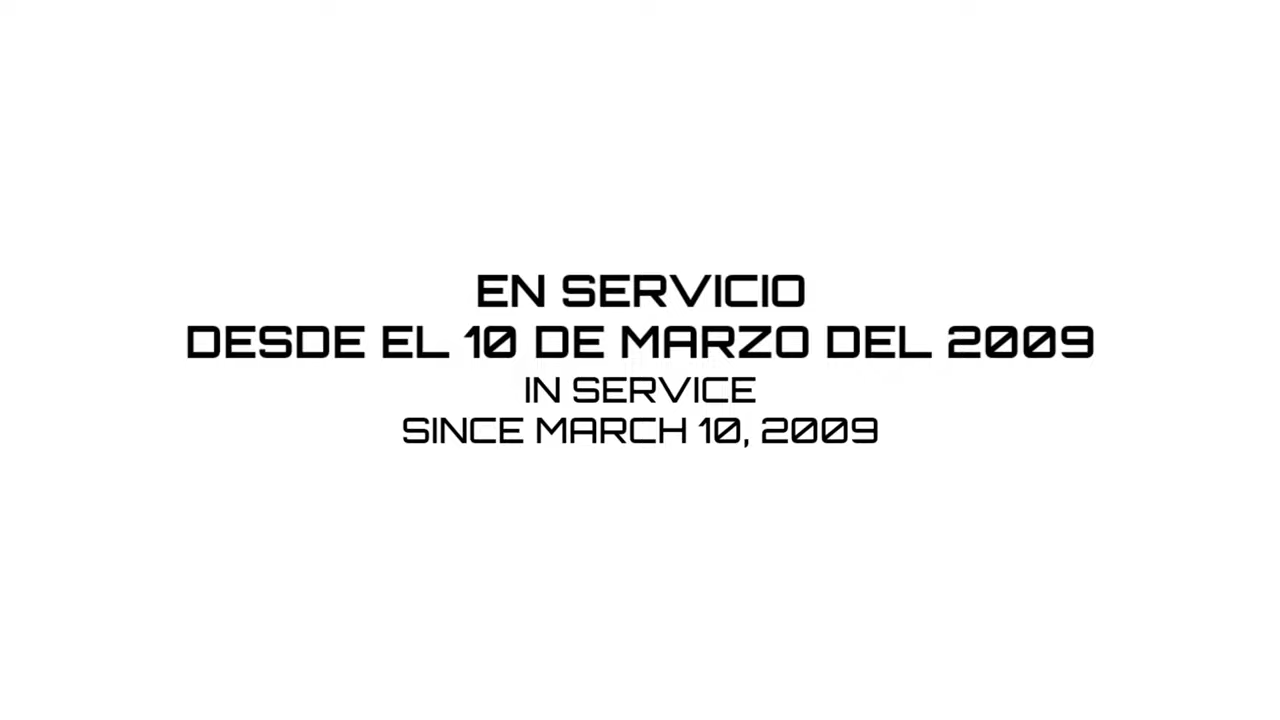 EN SERVICIO
DESDE EL 10 DE MARZO DEL 2009
IN SERVICE
SINCE MARCH 10, 2009